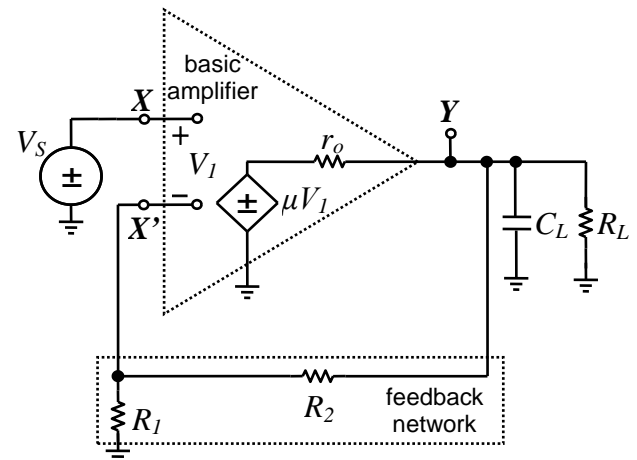 basic
amplifier
X
Y
V_S
+
r_o
V_1
±
−
±
μV_1
X’
C_L
R_L
R_1
R_2
feedback
network